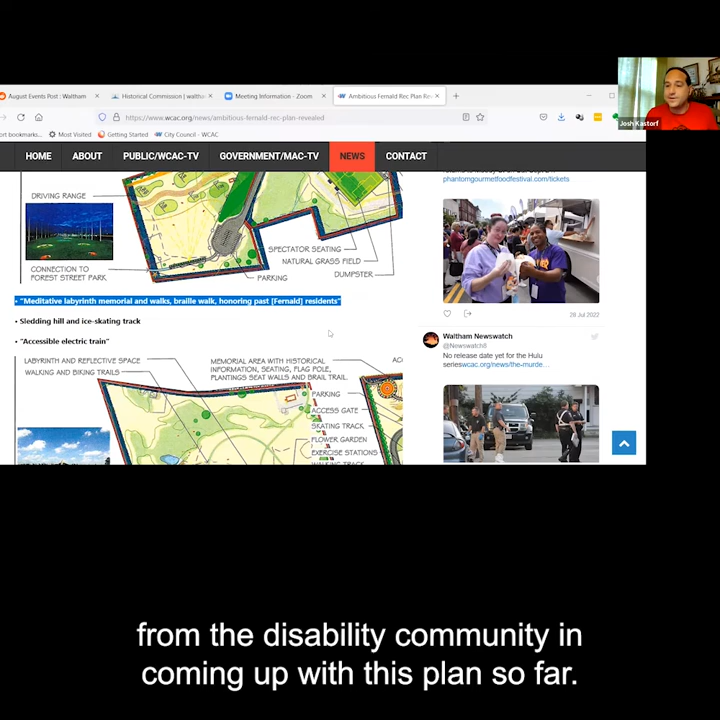 August Events Post : Waltham
Historical Commission | waltha
Meeting Information - Zoom
Ambitious Fernald Rec Plan Rev
https://www.wcac.org/news/ambitious-fernald-rec-plan-revealed
ort bookmarks...
Most Visited
Getting Started
City Council - WCAC
Josh Kastorf
HOME
ABOUT
PUBLIC/WCAC-TV
GOVERNMENT/MAC-TV
NEWS
CONTACT
DRIVING RANGE
CONNECTION TO
FOREST STREET PARK
SPECTATOR SEATING
NATURAL GRASS FIELD
DUMPSTER
PARKING
• "Meditative labyrinth memorial and walks, braille walk, honoring past [Fernald] residents"
• Sledding hill and ice-skating track
• "Accessible electric train"
LABYRINTH AND REFLECTIVE SPACE
WALKING AND BIKING TRAILS
MEMORIAL AREA WITH HISTORICAL
INFORMATION, SEATING, FLAG POLE,
PLANTINGS SEAT WALLS AND BRAIL TRAIL.
AC
PARKING
ACCESS GATE
SKATING TRACK
FLOWER GARDEN
EXERCISE STATIONS
WALKING TRACK
phantomgourmetfoodfestival.com/tickets
28 Jul 2022
Waltham Newswatch
@Newswatch8
No release date yet for the Hulu
serieswcac.org/news/the-murde...
from the disability community in
coming up with this plan so far.